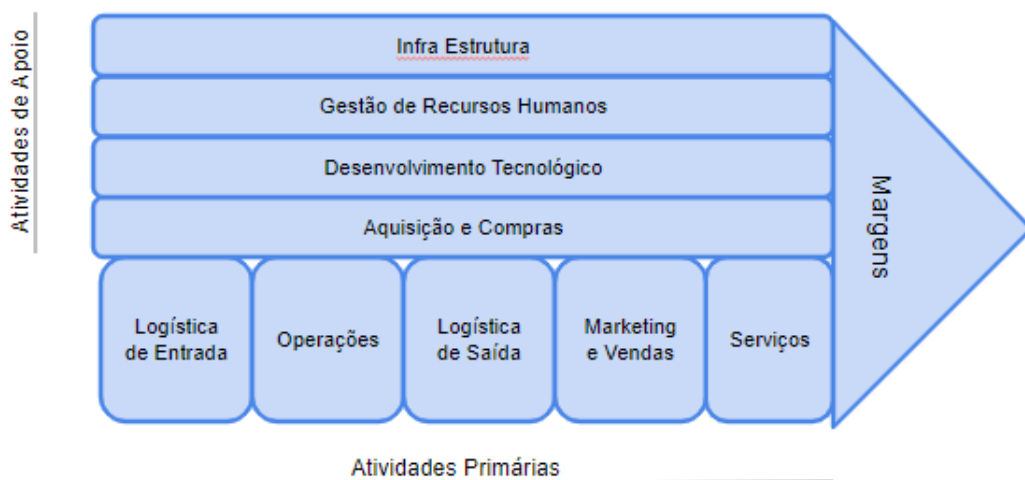 Atividades de Apoio
Infra Estrutura
Gestão de Recursos Humanos
Desenvolvimento Tecnológico
Aquisição e Compras
Margens
Logística
de Entrada
Operações
Logística
de Saída
Marketing
e Vendas
Serviços
Atividades Primárias